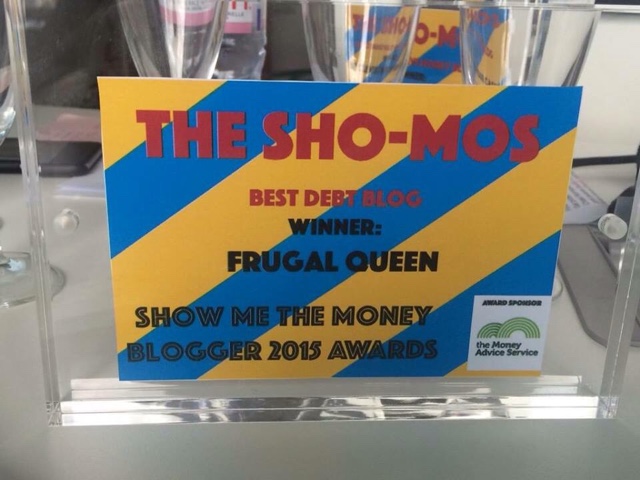 THE SHO-MOS
BEST DEBT BLOG
WINNER:
FRUGAL QUEEN
SHOW ME THE MONEY
BLOGGER 2015 AWARDS
AWARD SPONSOR
the Money
Advice Service